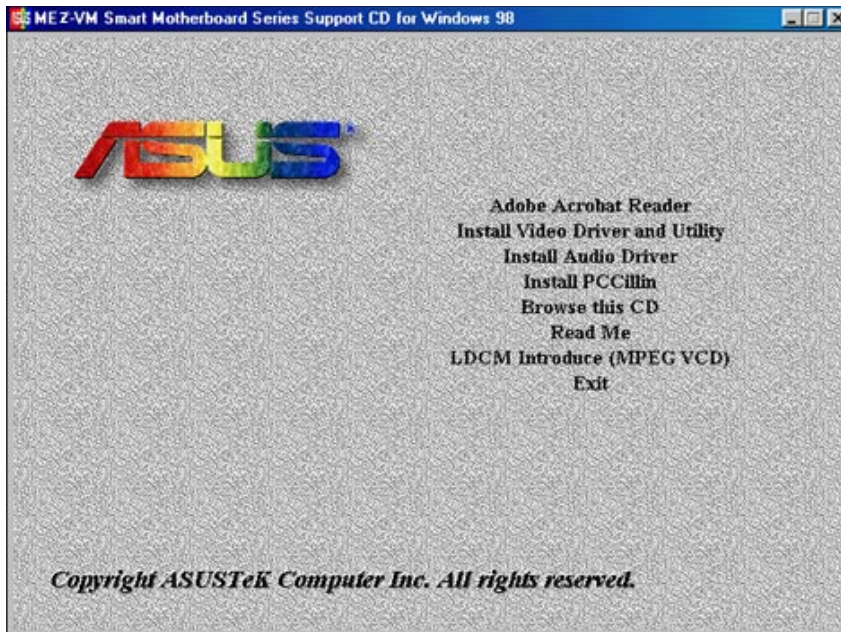 MEZ-VM Smart Motherboard Series Support CD for Windows 98
ASUS
Adobe Acrobat Reader
Install Video Driver and Utility
Install Audio Driver
Install PCCillin
Browse this CD
Read Me
LDCM Introduce (MPEG VCD)
Exit
Copyright ASUSTeK Computer Inc. All rights reserved.